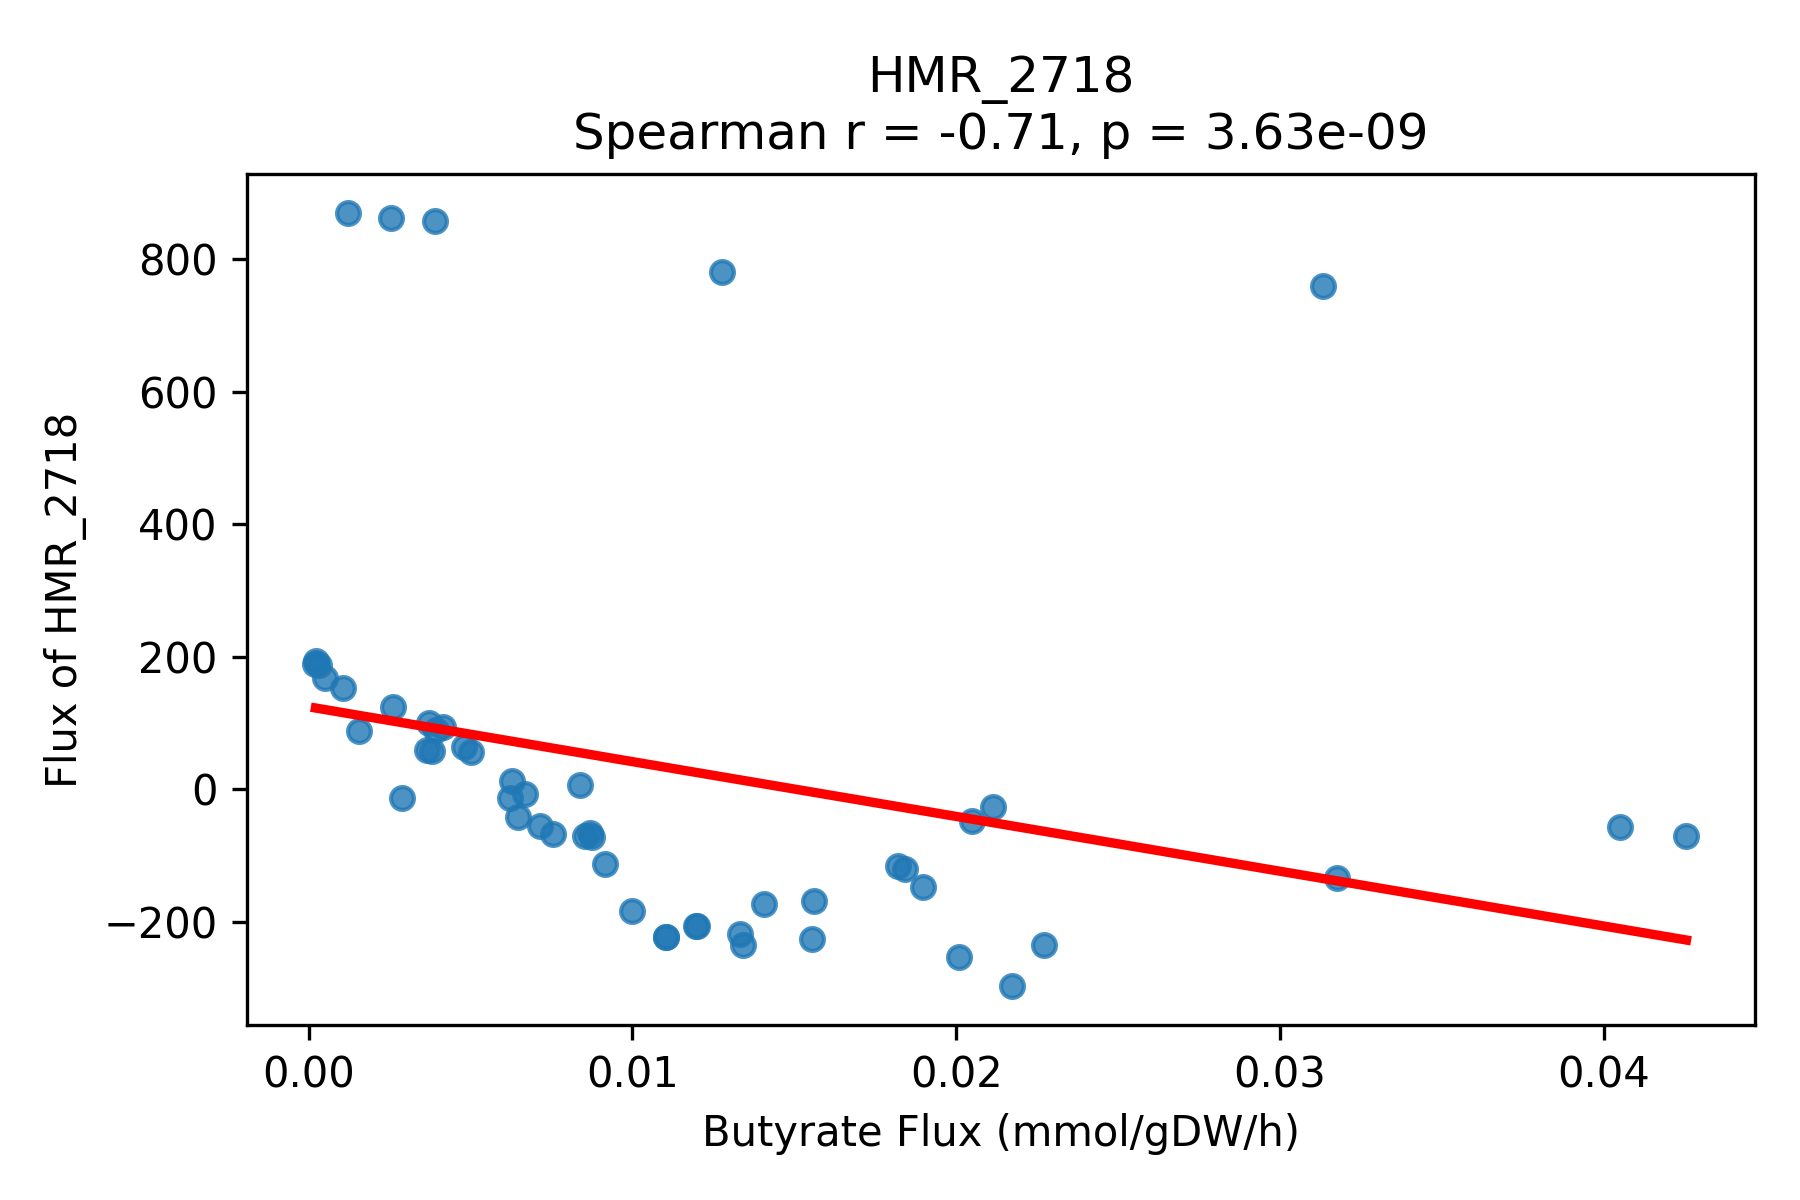 HMR_2718
Spearman r = -0.71, p = 3.63e-09
Flux of HMR_2718
800
600
400
200
0
−200
0.00 0.01 0.02 0.03 0.04
Butyrate Flux (mmol/gDW/h)